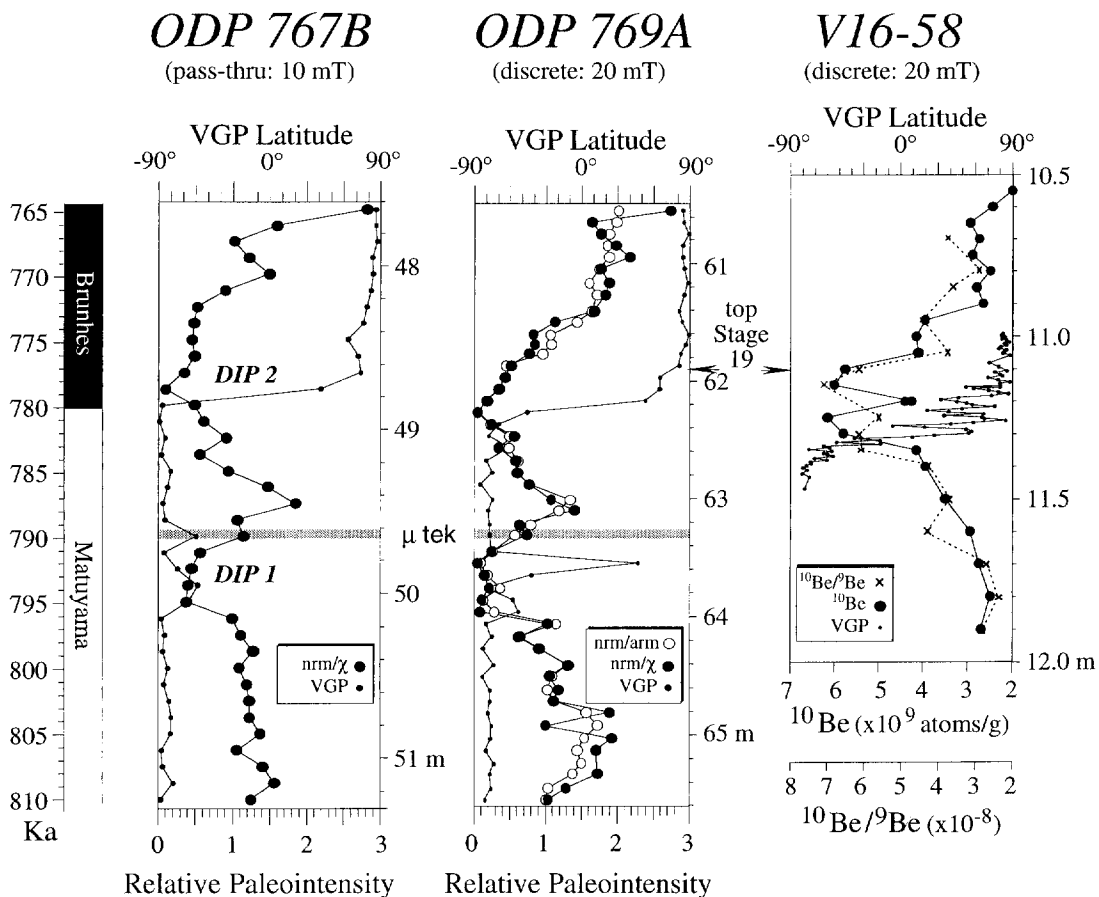 ODP 767B
(pass-thru: 10 mT)
ODP 769A
(discrete: 20 mT)
V16-58
(discrete: 20 mT)
VGP Latitude
-90° 0° 90°
VGP Latitude
-90° 0° 90°
VGP Latitude
-90° 0° 90°
765
770
775
780
785
790
795
800
805
810
Ka
Brunhes
Matuyama
DIP 2
DIP 1
48
49
50
51 m
μ tek
nrm/χ
VGP
0 1 2 3
Relative Paleointensity
61
62
63
64
65 m
top
Stage
19
nrm/arm
nrm/χ
VGP
0 1 2 3
Relative Paleointensity
10.5
11.0
11.5
12.0 m
¹⁰Be/⁹Be
¹⁰Be
VGP
7 6 5 4 3 2
¹⁰Be (x10⁹ atoms/g)
8 7 6 5 4 3 2
¹⁰Be/⁹Be (x10⁻⁸)